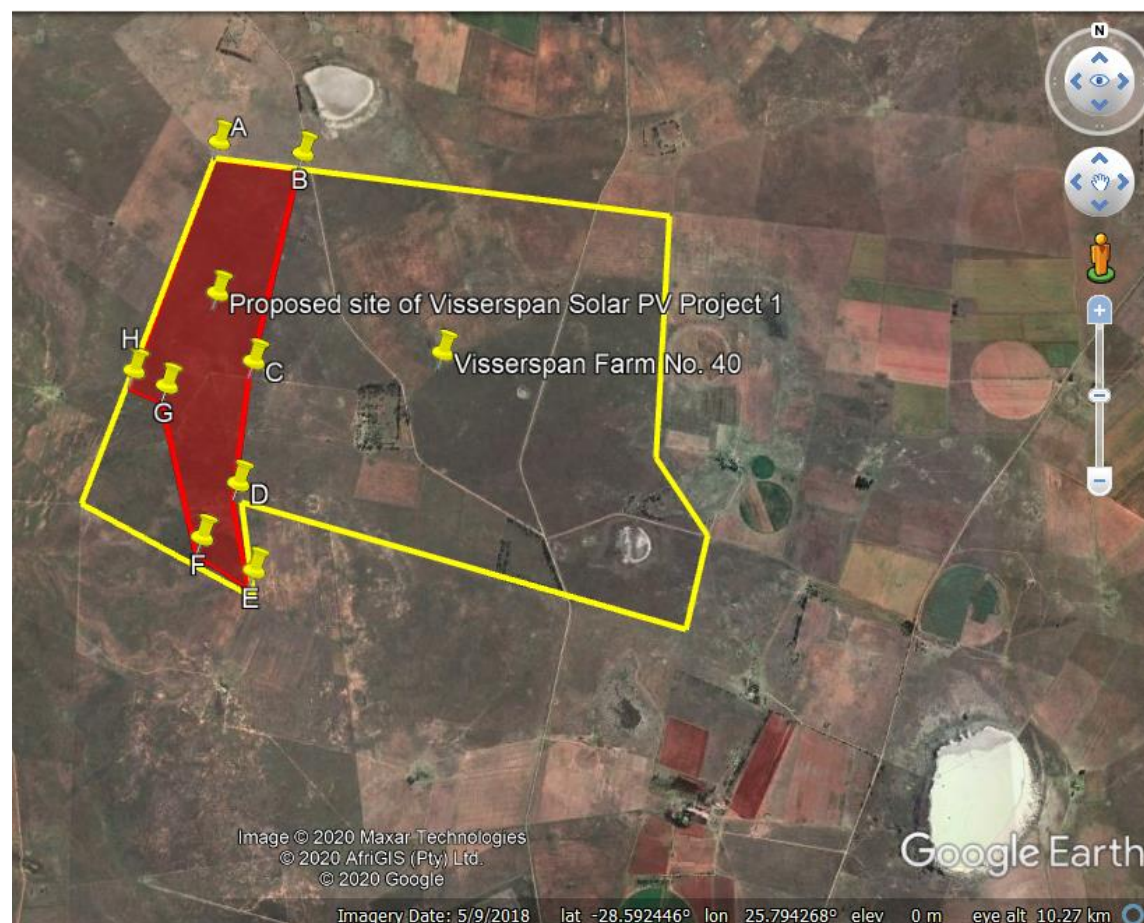 N
A
B
Proposed site of Visserspan Solar PV Project 1
H
C
Visserspan Farm No. 40
G
D
F
E
Image © 2020 Maxar Technologies
© 2020 AfriGIS (Pty) Ltd.
© 2020 Google
Google Earth
Imagery Date: 5/9/2018 lat -28.592446° lon 25.794268° elev 0 m eye alt 10.27 km